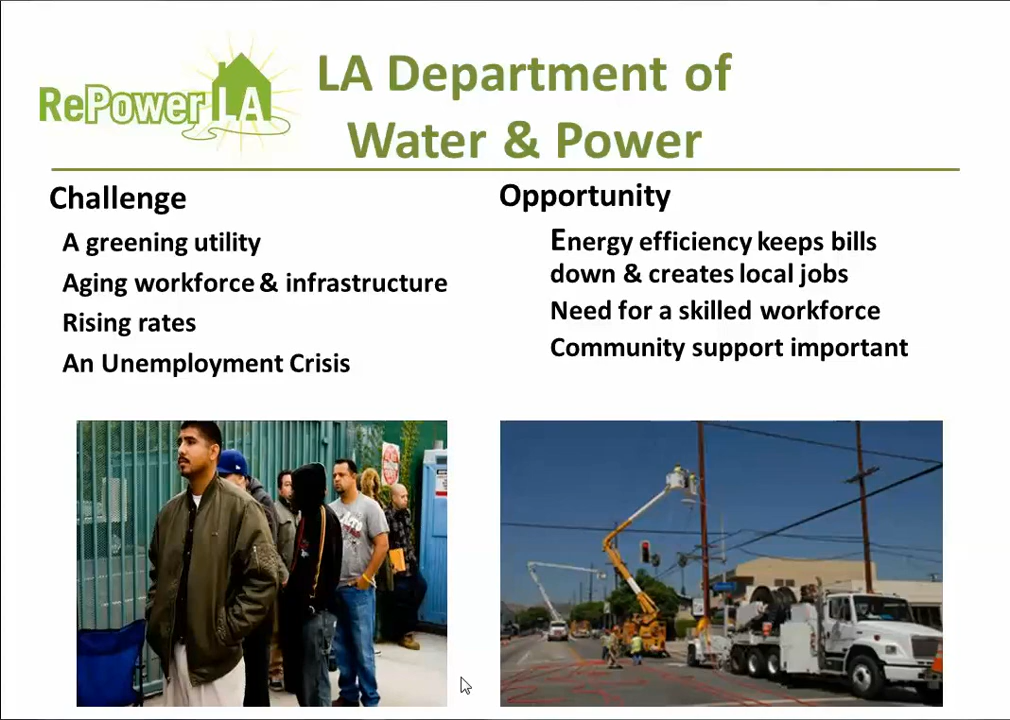 RePower LA
LA Department of
Water & Power
Challenge
A greening utility
Aging workforce & infrastructure
Rising rates
An Unemployment Crisis
Opportunity
Energy efficiency keeps bills
down & creates local jobs
Need for a skilled workforce
Community support important